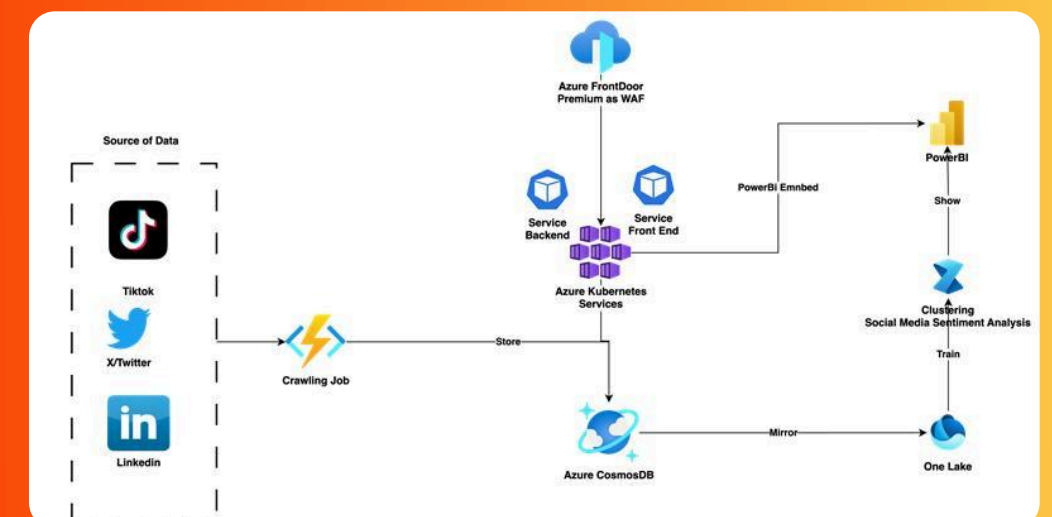 Azure FrontDoor
Premium as WAF
Source of Data
PowerBI
PowerBi Emnbed
Service
Backend
Service
Front End
Show
Azure Kubernetes
Services
Tiktok
Clustering
Social Media Sentiment Analysis
X/Twitter
Store
Train
Crawling Job
in
Linkedin
Mirror
Azure CosmosDB
One Lake